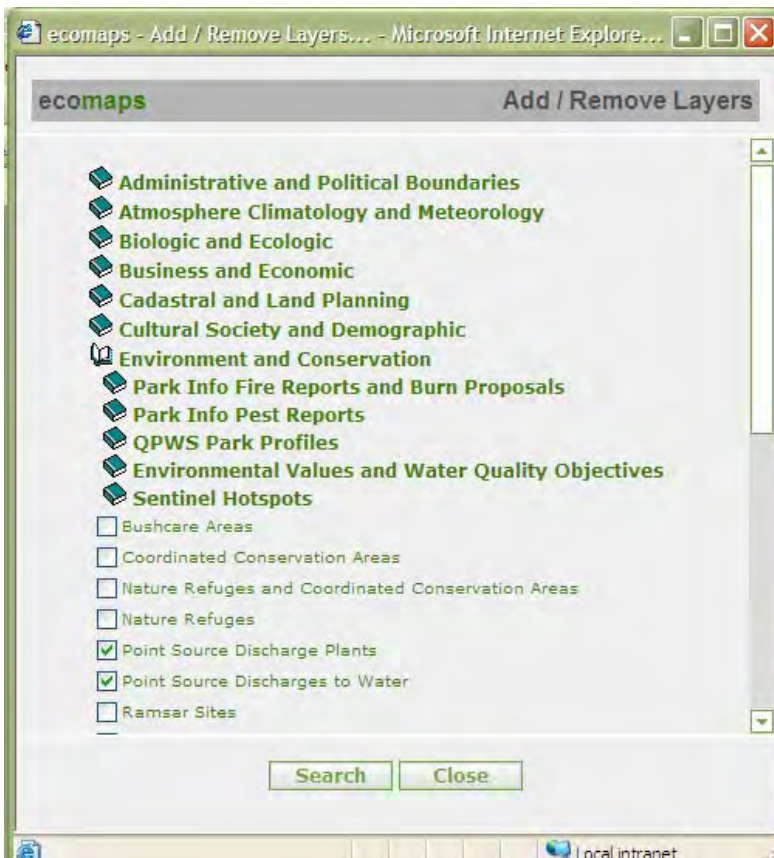 ecomaps - Add / Remove Layers... - Microsoft Internet Explore...
ecomaps Add / Remove Layers
Administrative and Political Boundaries
Atmosphere Climatology and Meteorology
Biologic and Ecologic
Business and Economic
Cadastral and Land Planning
Cultural Society and Demographic
Environment and Conservation
Park Info Fire Reports and Burn Proposals
Park Info Pest Reports
QPWS Park Profiles
Environmental Values and Water Quality Objectives
Sentinel Hotspots
Bushcare Areas
Coordinated Conservation Areas
Nature Refuges and Coordinated Conservation Areas
Nature Refuges
Point Source Discharge Plants
Point Source Discharges to Water
Ramsar Sites
Search Close
Local intranet